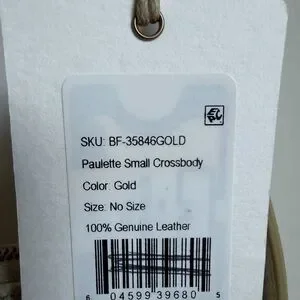 SKU: BF-35846GOLD
Paulette Small Crossbody
Color: Gold
Size: No Size
100% Genuine Leather
6 04599 39680 5